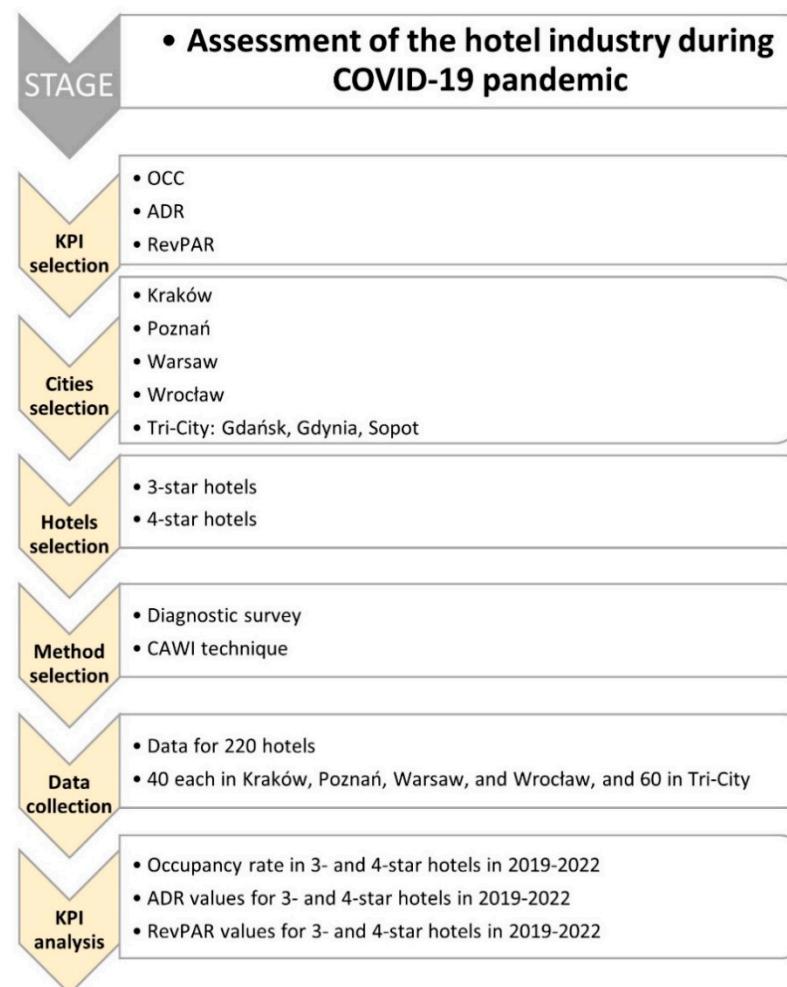 STAGE
• Assessment of the hotel industry during
COVID-19 pandemic
KPI
selection
• OCC
• ADR
• RevPAR
Cities
selection
• Kraków
• Poznań
• Warsaw
• Wrocław
• Tri-City: Gdańsk, Gdynia, Sopot
Hotels
selection
• 3-star hotels
• 4-star hotels
Method
selection
• Diagnostic survey
• CAWI technique
Data
collection
• Data for 220 hotels
• 40 each in Kraków, Poznań, Warsaw, and Wrocław, and 60 in Tri-City
KPI
analysis
• Occupancy rate in 3- and 4-star hotels in 2019-2022
• ADR values for 3- and 4-star hotels in 2019-2022
• RevPAR values for 3- and 4-star hotels in 2019-2022